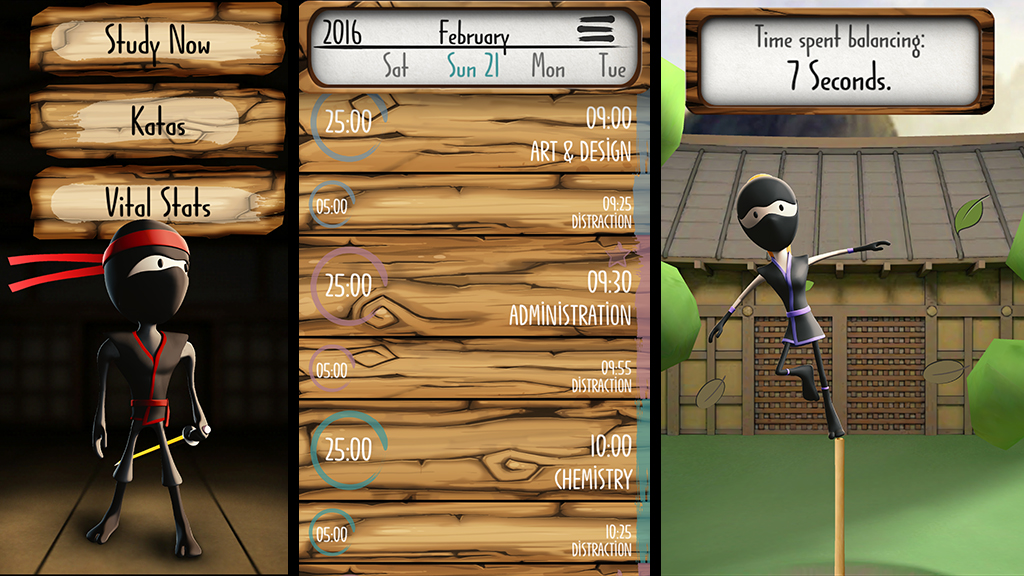 Study Now
Katas
Vital Stats
2016 February
Sat Sun 21 Mon Tue
25:00 09:00
ART & DESIGN
05:00 09:25
DISTRACTION
25:00 09:30
ADMINISTRATION
05:00 09:55
DISTRACTION
25:00 10:00
CHEMISTRY
05:00 10:25
DISTRACTION
Time spent balancing:
7 Seconds.